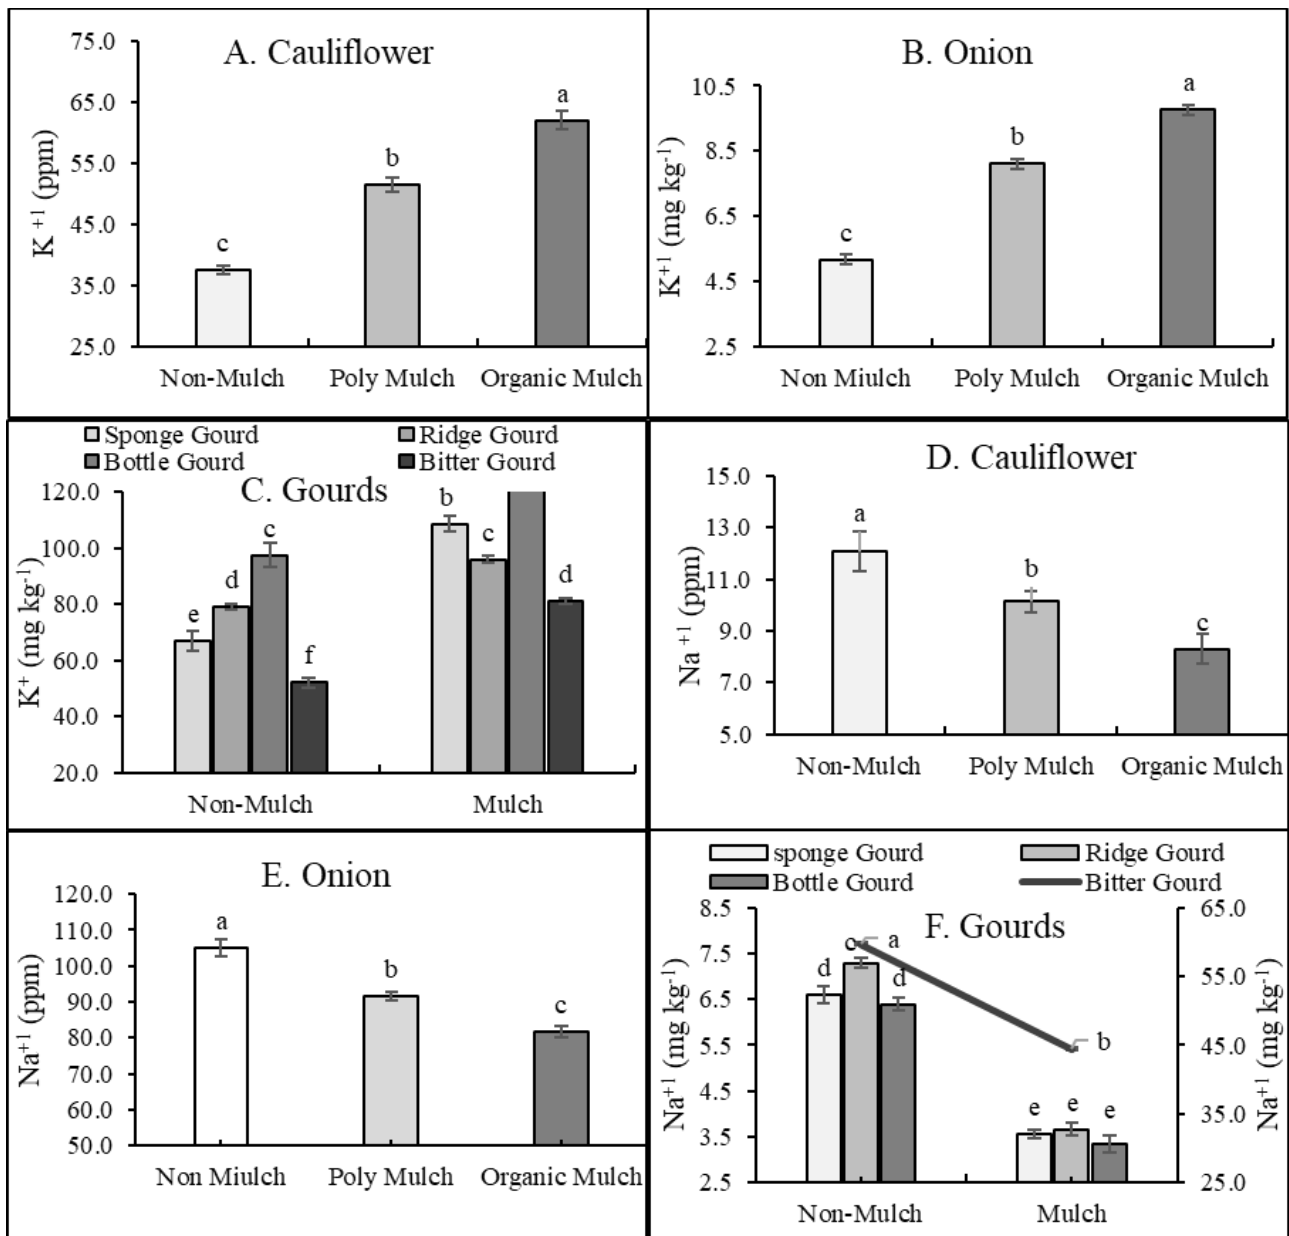 A. Cauliflower
K +1 (ppm)
75.0
65.0
55.0
45.0
35.0
25.0
c
b
a
Non-Mulch Poly Mulch Organic Mulch
B. Onion
K+1 (mg kg-1)
10.5
8.5
6.5
4.5
2.5
c
b
a
Non Miulch Poly Mulch Organic Mulch
Sponge Gourd Ridge Gourd
Bottle Gourd Bitter Gourd
C. Gourds
K+ (mg kg-1)
120.0
100.0
80.0
60.0
40.0
20.0
e d c f
b c d
Non-Mulch Mulch
D. Cauliflower
Na +1 (ppm)
15.0
13.0
11.0
9.0
7.0
5.0
a
b
c
Non-Mulch Poly Mulch Organic Mulch
E. Onion
Na+1 (ppm)
120.0
110.0
100.0
90.0
80.0
70.0
60.0
50.0
a
b
c
Non Miulch Poly Mulch Organic Mulch
sponge Gourd Ridge Gourd
Bottle Gourd Bitter Gourd
F. Gourds
Na+1 (mg kg-1)
8.5
7.5
6.5
5.5
4.5
3.5
2.5
d c a d
b
e e e
65.0
55.0
45.0
35.0
25.0
Na+1 (mg kg-1)
Non-Mulch Mulch